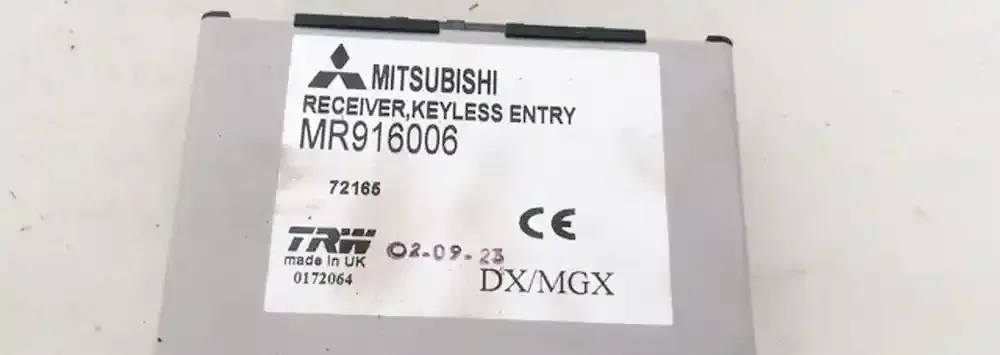 MITSUBISHI
RECEIVER,KEYLESS ENTRY
MR916006
72165
CE
TRW
made in UK
0172064
02-09-23
DX/MGX